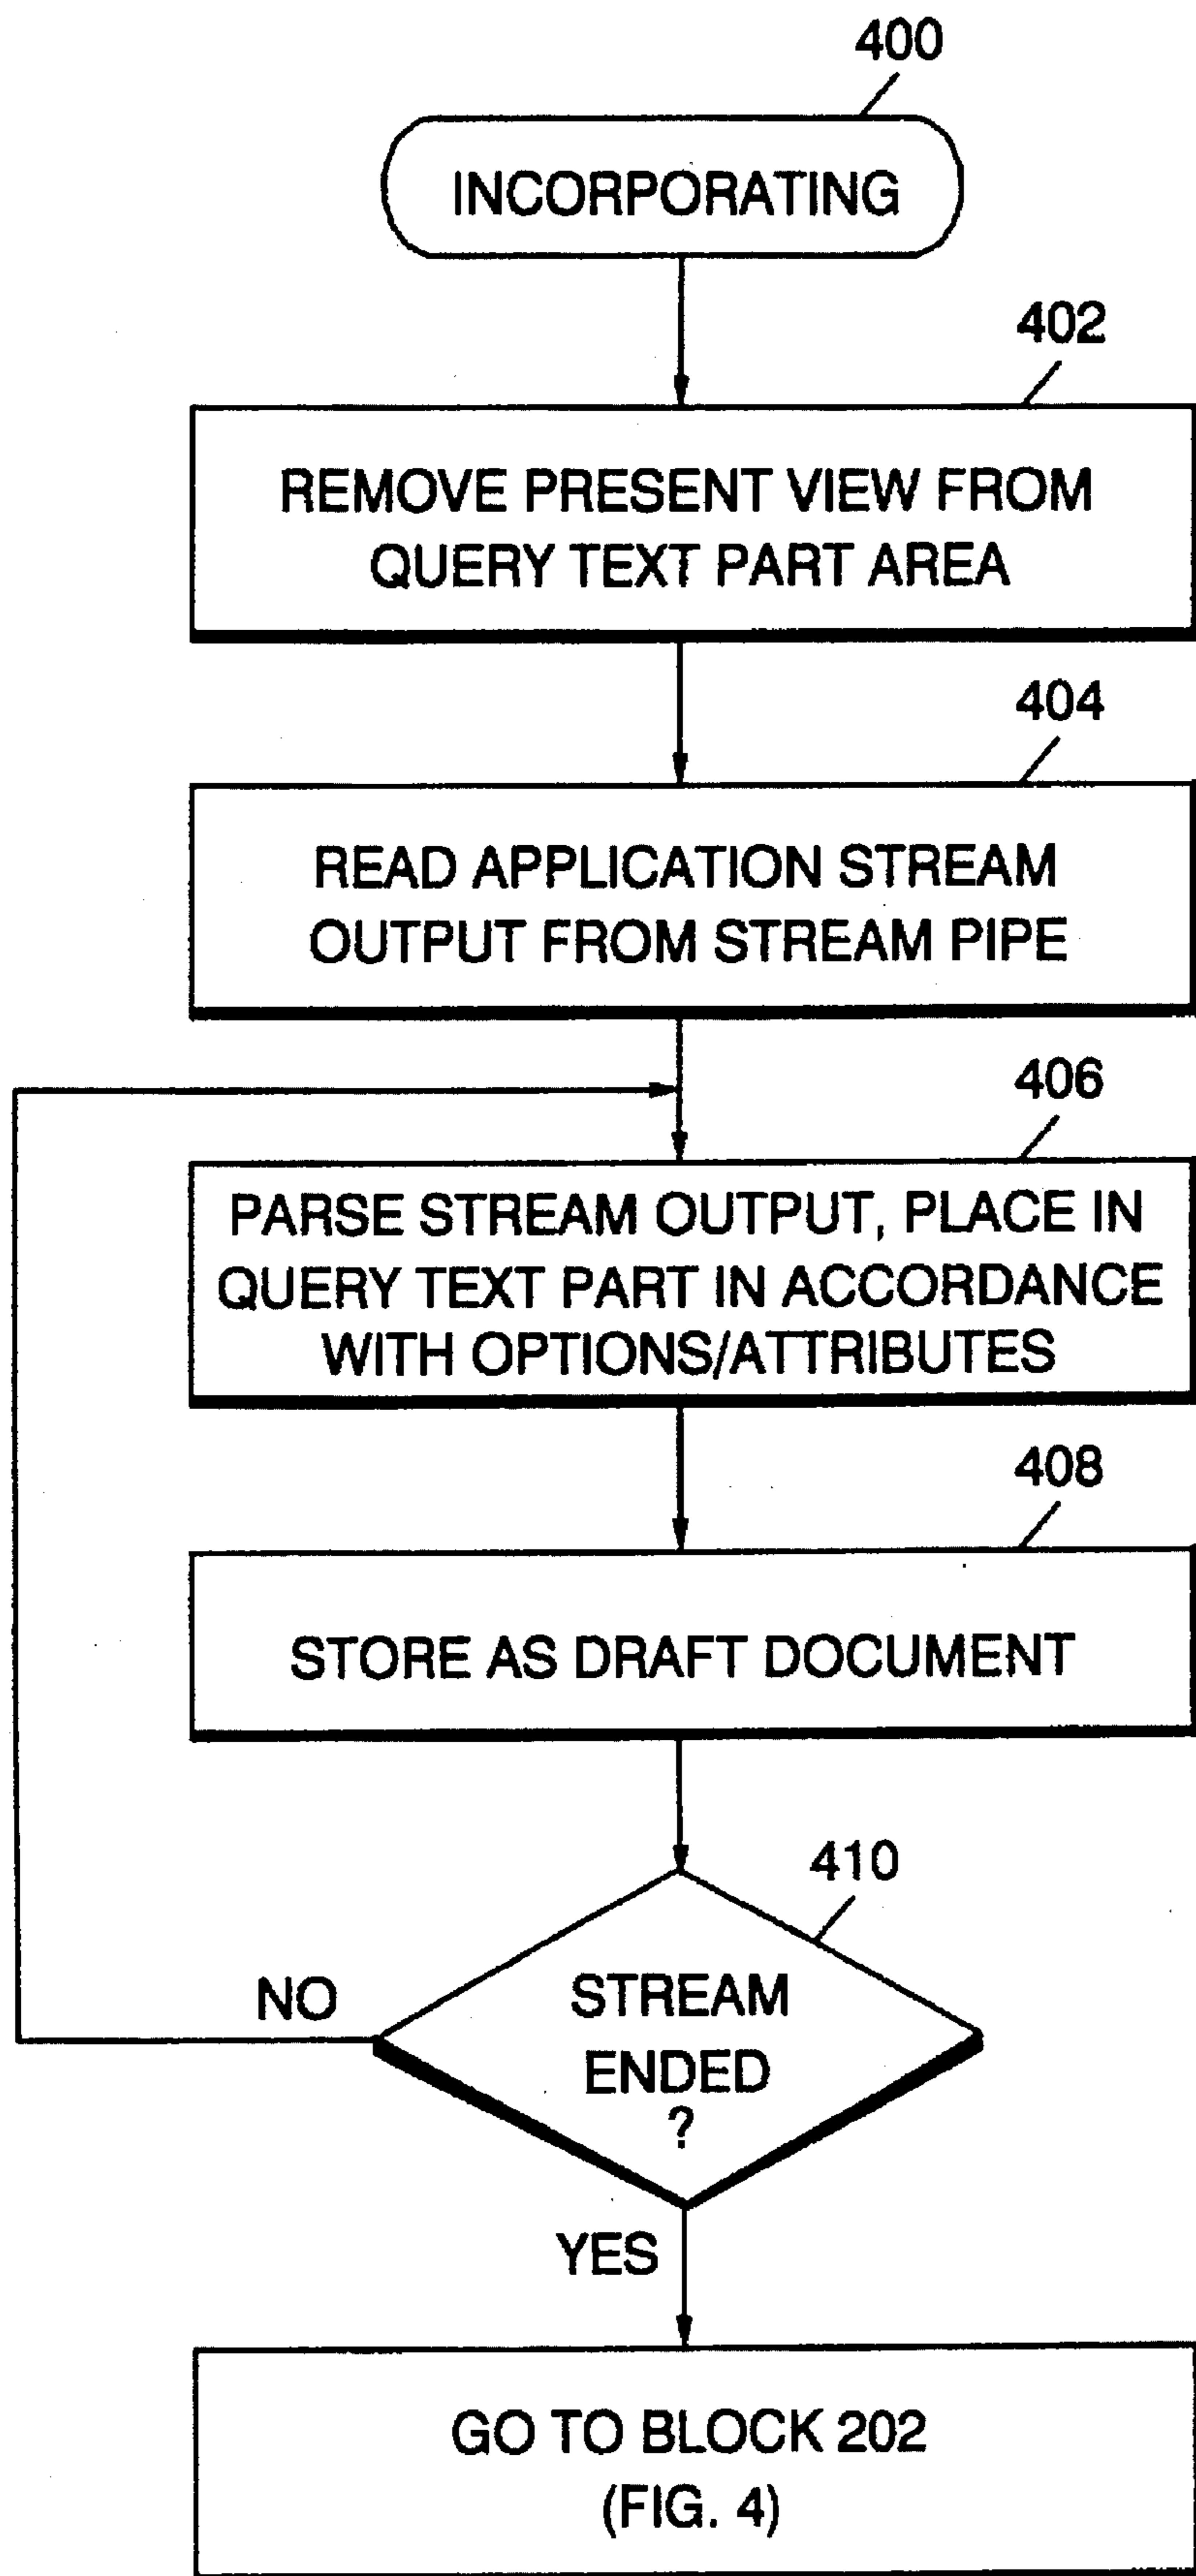 400
INCORPORATING
402
REMOVE PRESENT VIEW FROM
QUERY TEXT PART AREA
404
READ APPLICATION STREAM
OUTPUT FROM STREAM PIPE
406
PARSE STREAM OUTPUT, PLACE IN
QUERY TEXT PART IN ACCORDANCE
WITH OPTIONS/ATTRIBUTES
408
STORE AS DRAFT DOCUMENT
410
NO
STREAM
ENDED
?
YES
GO TO BLOCK 202
(FIG. 4)